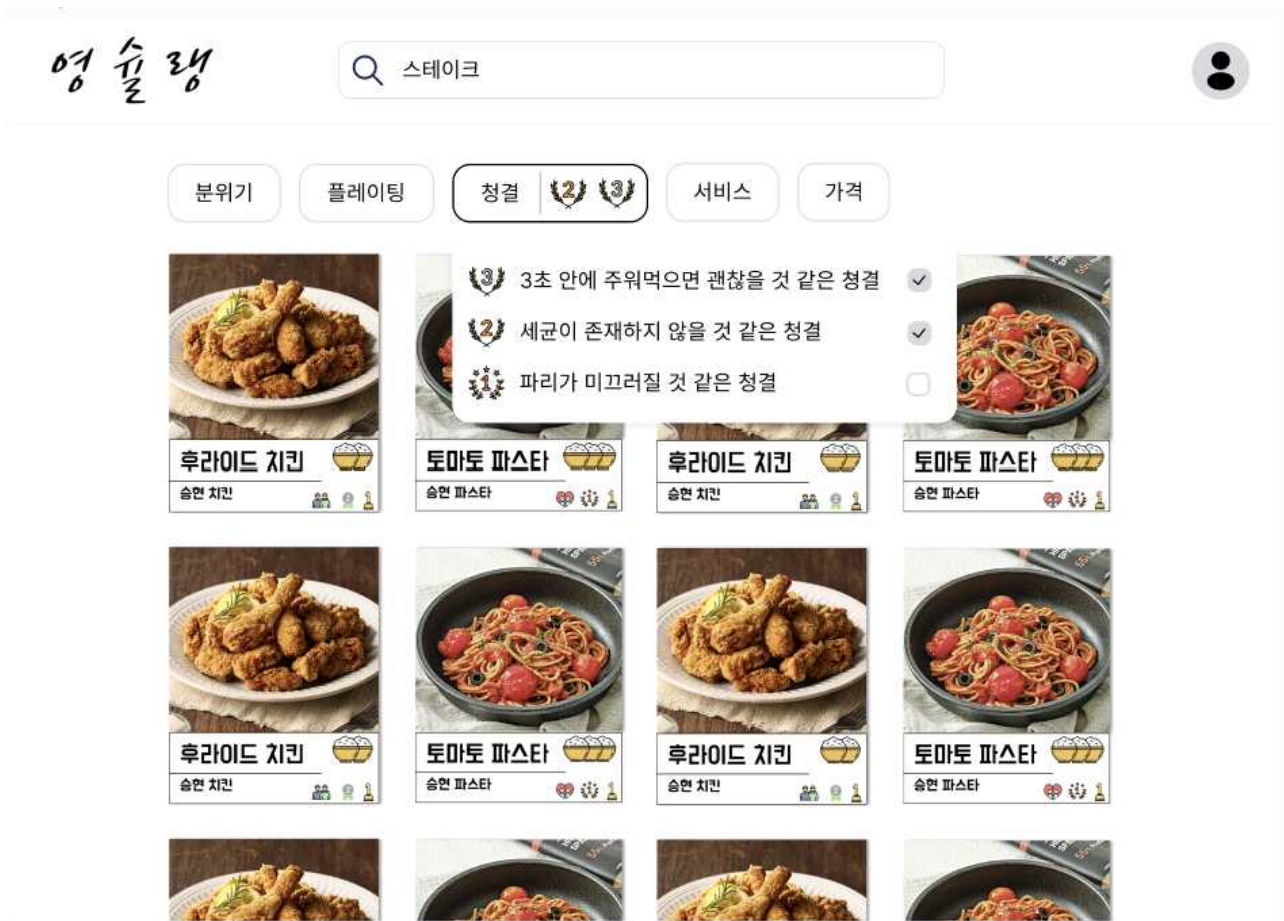 영슐랭
스테이크
분위기
플레이팅
청결
2 3
서비스
가격
3 3초 안에 주워먹으면 괜찮을 것 같은 청결
2 세균이 존재하지 않을 것 같은 청결
1 파리가 미끄러질 것 같은 청결
후라이드 치킨
승현 치킨
토마토 파스타
승현 파스타
후라이드 치킨
승현 치킨
토마토 파스타
승현 파스타
후라이드 치킨
승현 치킨
토마토 파스타
승현 파스타
후라이드 치킨
승현 치킨
토마토 파스타
승현 파스타